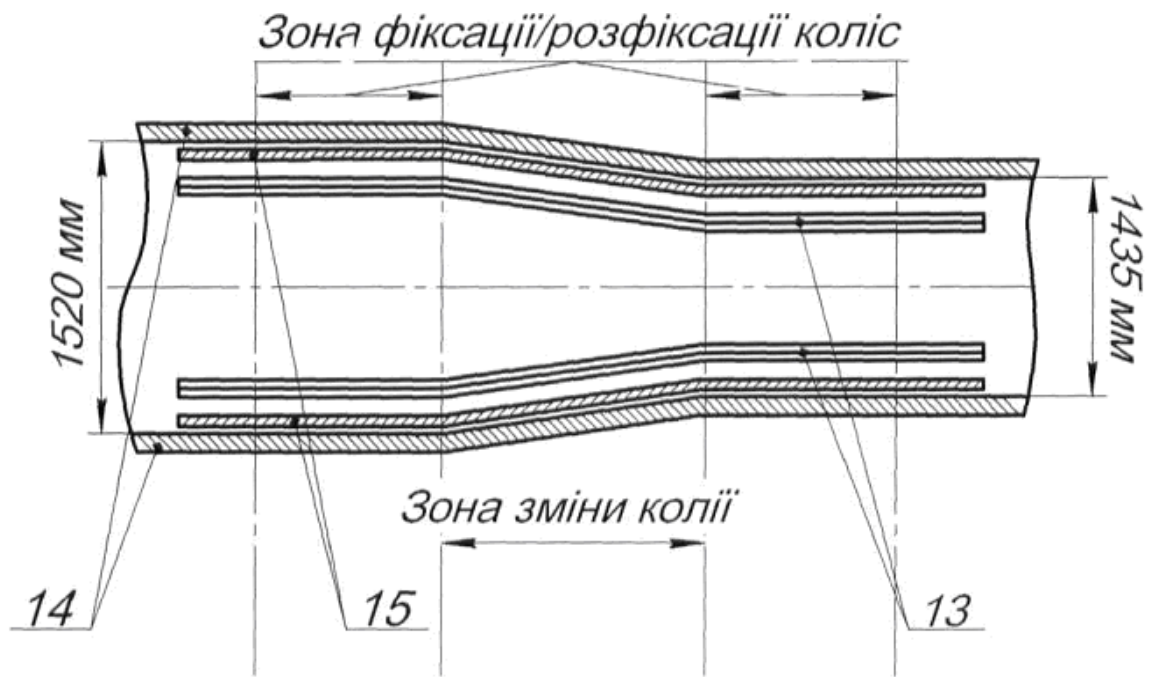 Зона фіксації/розфіксації коліс
1520 мм
1435 мм
Зона зміни колії
14
15
13